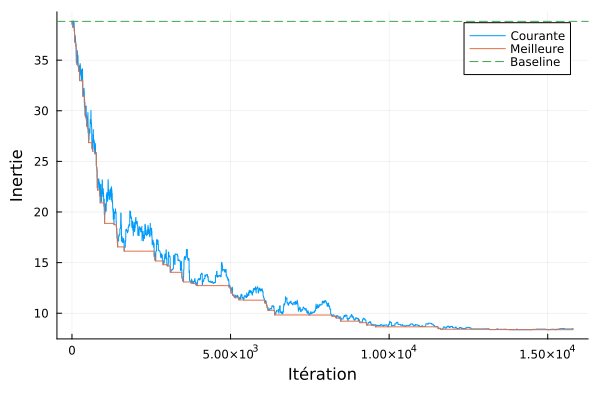 Courante
Meilleure
Baseline
Inertie
35
30
25
20
15
10
0
5.00×10³
1.00×10⁴
1.50×10⁴
Itération